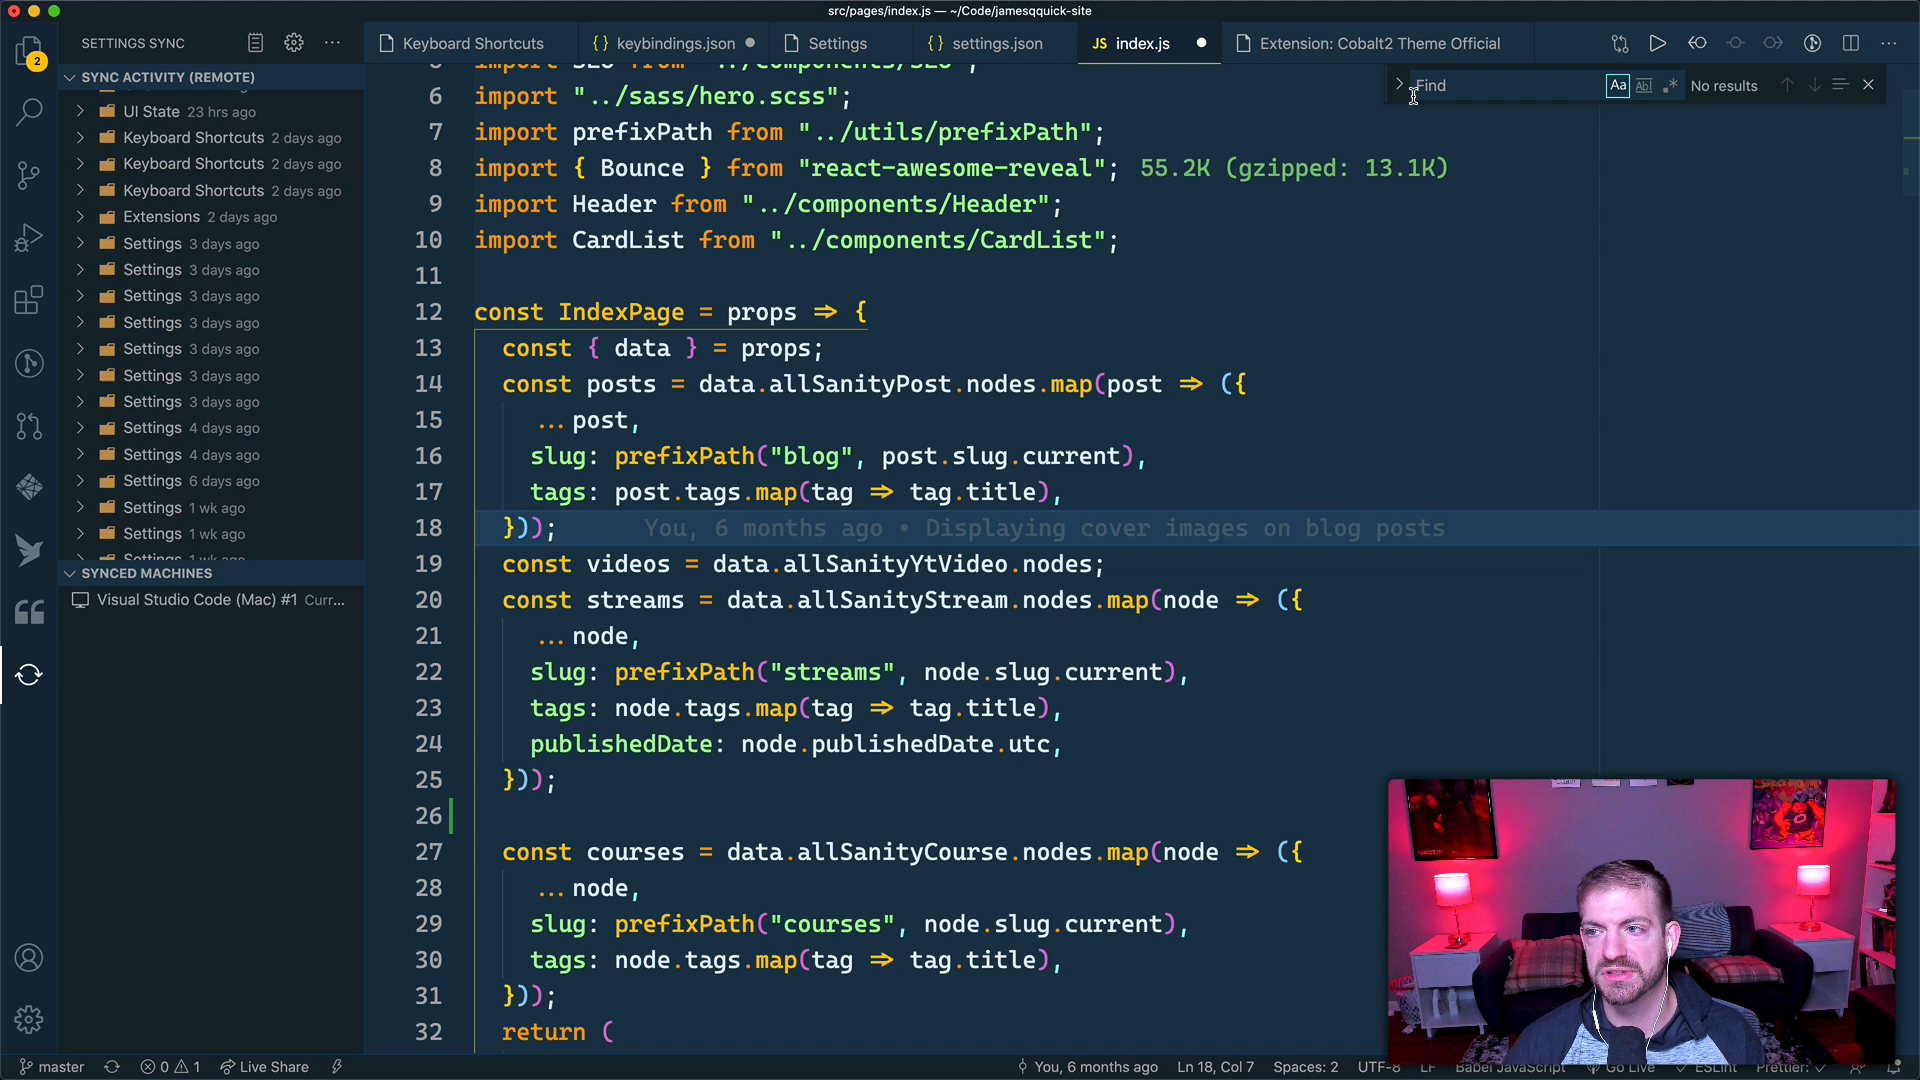 src/pages/index.js — ~/Code/jamesqquick-site
SETTINGS SYNC
Keyboard Shortcuts
{} keybindings.json
Settings
{} settings.json
JS index.js
Extension: Cobalt2 Theme Official
2
SYNC ACTIVITY (REMOTE)
UI State 23 hrs ago
Keyboard Shortcuts 2 days ago
Keyboard Shortcuts 2 days ago
Keyboard Shortcuts 2 days ago
Extensions 2 days ago
Settings 3 days ago
Settings 3 days ago
Settings 3 days ago
Settings 3 days ago
Settings 3 days ago
Settings 3 days ago
Settings 3 days ago
Settings 4 days ago
Settings 4 days ago
Settings 6 days ago
Settings 1 wk ago
Settings 1 wk ago
Settings 1 wk ago
SYNCED MACHINES
Visual Studio Code (Mac) #1 Curr...
Find
Aa
Abl
.*
No results
import SEO from "../components/SEO";
6 import "../sass/hero.scss";
7 import prefixPath from "../utils/prefixPath";
8 import { Bounce } from "react-awesome-reveal"; 55.2K (gzipped: 13.1K)
9 import Header from "../components/Header";
10 import CardList from "../components/CardList";
11
12 const IndexPage = props => {
13 const { data } = props;
14 const posts = data.allSanityPost.nodes.map(post => ({
15 ...post,
16 slug: prefixPath("blog", post.slug.current),
17 tags: post.tags.map(tag => tag.title),
18 })); You, 6 months ago • Displaying cover images on blog posts
19 const videos = data.allSanityYtVideo.nodes;
20 const streams = data.allSanityStream.nodes.map(node => ({
21 ...node,
22 slug: prefixPath("streams", node.slug.current),
23 tags: node.tags.map(tag => tag.title),
24 publishedDate: node.publishedDate.utc,
25 }));
26
27 const courses = data.allSanityCourse.nodes.map(node => ({
28 ...node,
29 slug: prefixPath("courses", node.slug.current),
30 tags: node.tags.map(tag => tag.title),
31 }));
32 return (
master
0
1
Live Share
You, 6 months ago
Ln 18, Col 7
Spaces: 2
UTF-8
LF
Babel JavaScript
Go Live
ESLint
Prettier: ✓